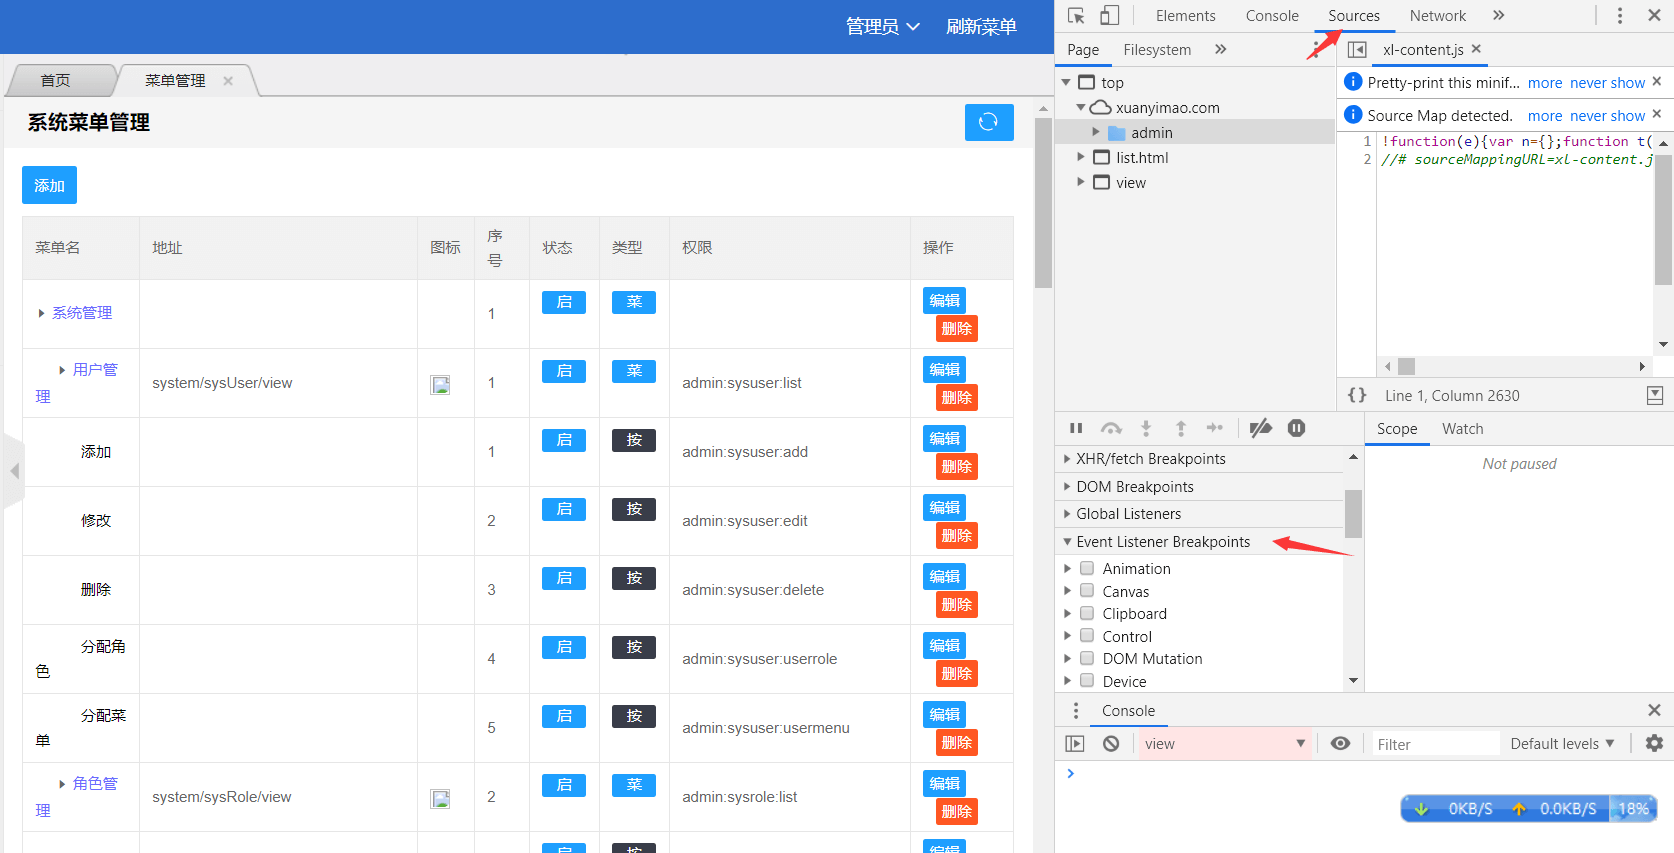 管理员 刷新菜单
首页 菜单管理 ×
系统菜单管理
添加
菜单名 地址 图标 序号 状态 类型 权限 操作
系统管理 1 启 菜 编辑
删除
用户管理 system/sysUser/view 1 启 菜 admin:sysuser:list 编辑
删除
添加 1 启 按 admin:sysuser:add 编辑
删除
修改 2 启 按 admin:sysuser:edit 编辑
删除
删除 3 启 按 admin:sysuser:delete 编辑
删除
分配角色 4 启 按 admin:sysuser:userrole 编辑
删除
分配菜单 5 启 按 admin:sysuser:usermenu 编辑
删除
角色管理 system/sysRole/view 2 启 菜 admin:sysrole:list 编辑
删除
启 按 编辑
Elements Console Sources Network »
Page Filesystem »
top
xuanyimao.com
admin
list.html
view
xl-content.js ×
Pretty-print this minif... more never show ×
Source Map detected. more never show ×
1 !function(e){var n={};function t(
2 //# sourceMappingURL=xl-content.j
{} Line 1, Column 2630
XHR/fetch Breakpoints
DOM Breakpoints
Global Listeners
Event Listener Breakpoints
Animation
Canvas
Clipboard
Control
DOM Mutation
Device
Scope Watch
Not paused
Console
view Filter Default levels ▼
0KB/S 0.0KB/S 18%